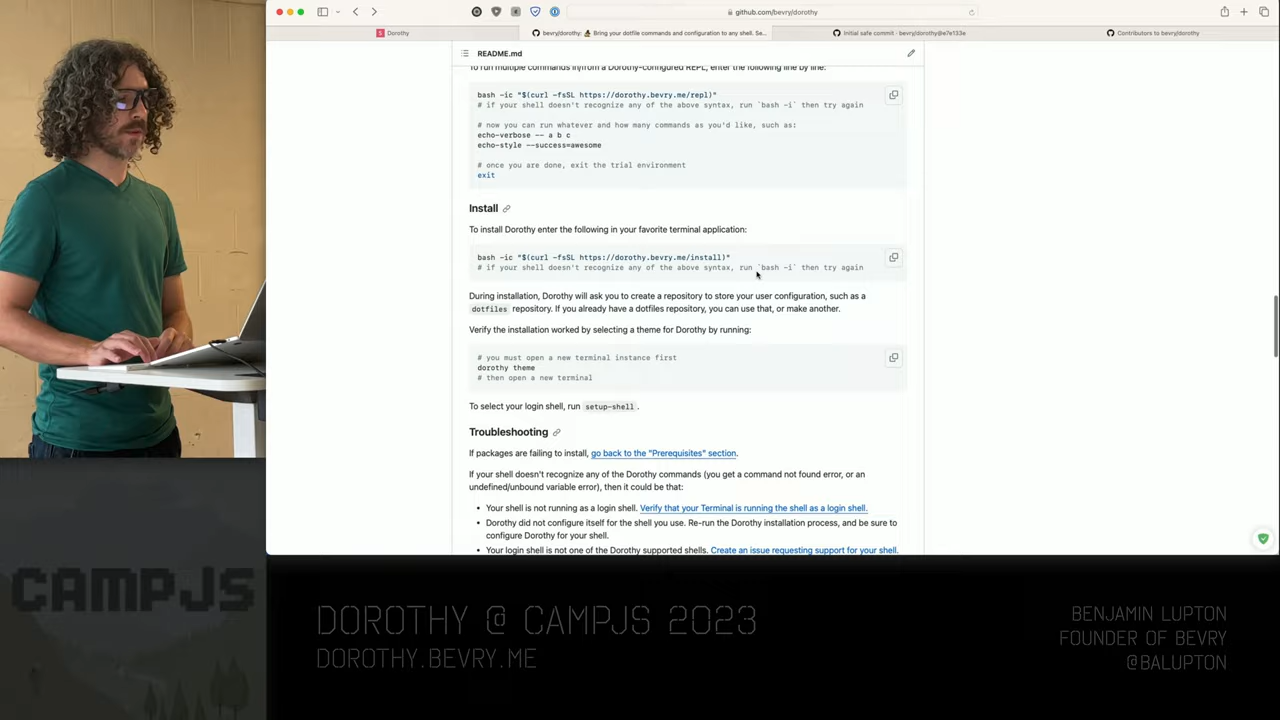 github.com/bevry/dorothy
Dorothy
bevry/dorothy: Bring your dotfile commands and configuration to any shell. Se...
Initial safe commit · bevry/dorothy@e7e133e
Contributors to bevry/dorothy
README.md
To run multiple commands in/from a Dorothy-configured REPL, enter the following line by line:
bash -ic "$(curl -fsSL https://dorothy.bevry.me/repl)"
# if your shell doesn't recognize any of the above syntax, run `bash -i` then try again
# now you can run whatever and how many commands as you'd like, such as:
echo-verbose -- a b c
echo-style --success=awesome
# once you are done, exit the trial environment
exit
Install
To install Dorothy enter the following in your favorite terminal application:
bash -ic "$(curl -fsSL https://dorothy.bevry.me/install)"
# if your shell doesn't recognize any of the above syntax, run `bash -i` then try again
During installation, Dorothy will ask you to create a repository to store your user configuration, such as a
dotfiles repository. If you already have a dotfiles repository, you can use that, or make another.
Verify the installation worked by selecting a theme for Dorothy by running:
# you must open a new terminal instance first
dorothy theme
# then open a new terminal
To select your login shell, run setup-shell .
Troubleshooting
If packages are failing to install, go back to the "Prerequisites" section.
If your shell doesn't recognize any of the Dorothy commands (you get a command not found error, or an
undefined/unbound variable error), then it could be that:
• Your shell is not running as a login shell. Verify that your Terminal is running the shell as a login shell.
• Dorothy did not configure itself for the shell you use. Re-run the Dorothy installation process, and be sure to
configure Dorothy for your shell.
• Your login shell is not one of the Dorothy supported shells. Create an issue requesting support for your shell.
CAMPJS
DOROTHY @ CAMPJS 2023
DOROTHY.BEVRY.ME
BENJAMIN LUPTON
FOUNDER OF BEVRY
@BALUPTON